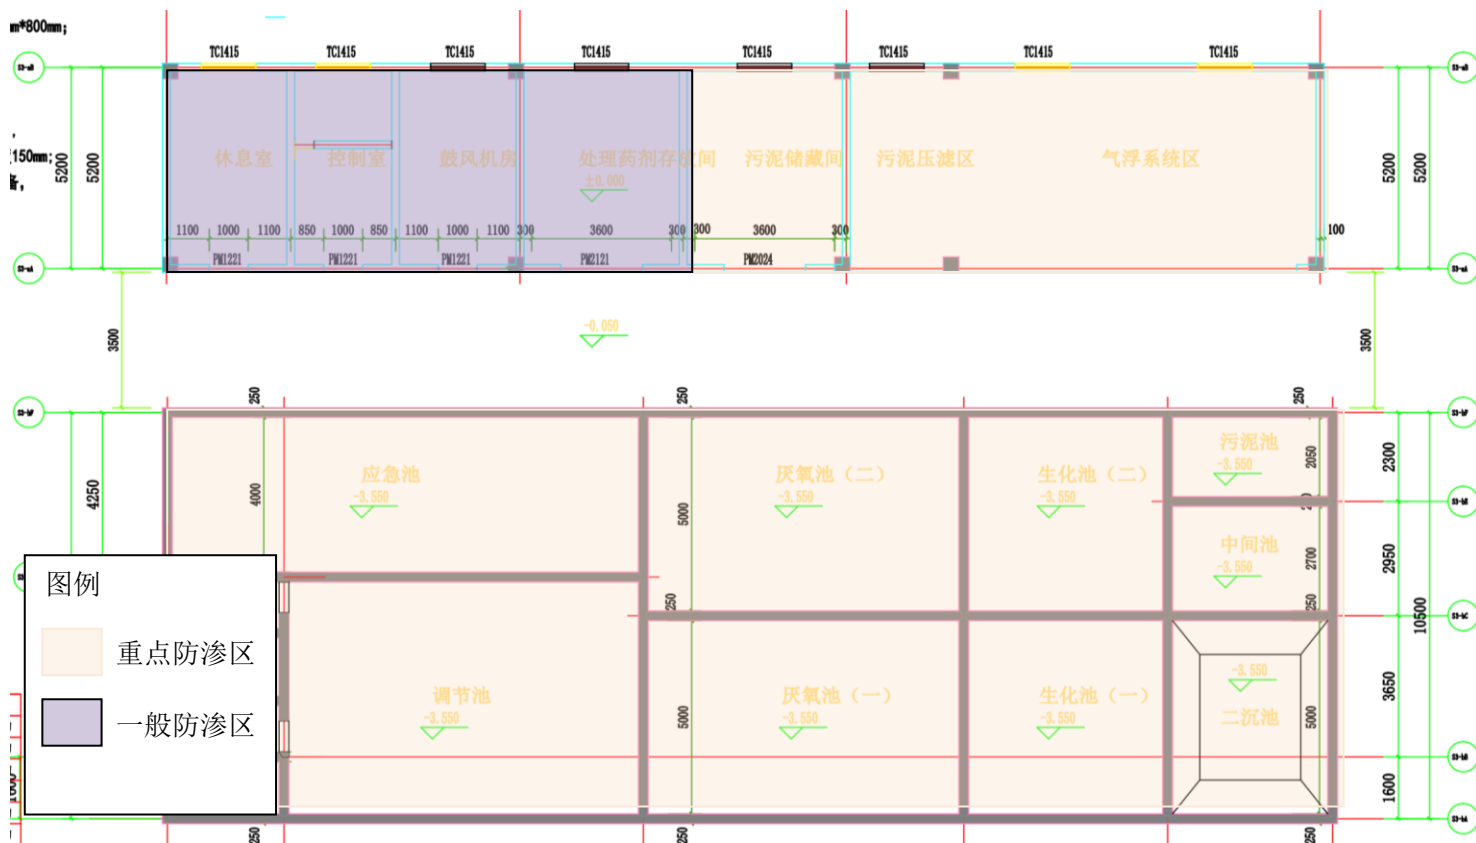 m*800mm;
TC1415 TC1415 TC1415 TC1415 TC1415 TC1415 TC1415 TC1415
150mm;
5200 5200
休息室 控制室 鼓风机房 处理药剂存放间 污泥储藏间 污泥压滤区 气浮系统区
±0.000
5200 5200
1100 1000 1100 850 1000 850 1100 1000 1100 300 3600 300 300 3600 300 100
PM1221 PM1221 PM1221 PM2121 PM2024
3500 -0.050 3500
250 250 250
4250 4000 应急池 -3.550
5000 厌氧池（二） -3.550
生化池（二） -3.550
污泥池 -3.550 2050 2300
中间池 -3.550 2700 2950
250 250
10500
图例
重点防渗区
一般防渗区
调节池 -3.550
5000 厌氧池（一） -3.550
生化池（一） -3.550
-3.550 二沉池 5000 3650
1600 1600
250 250 250